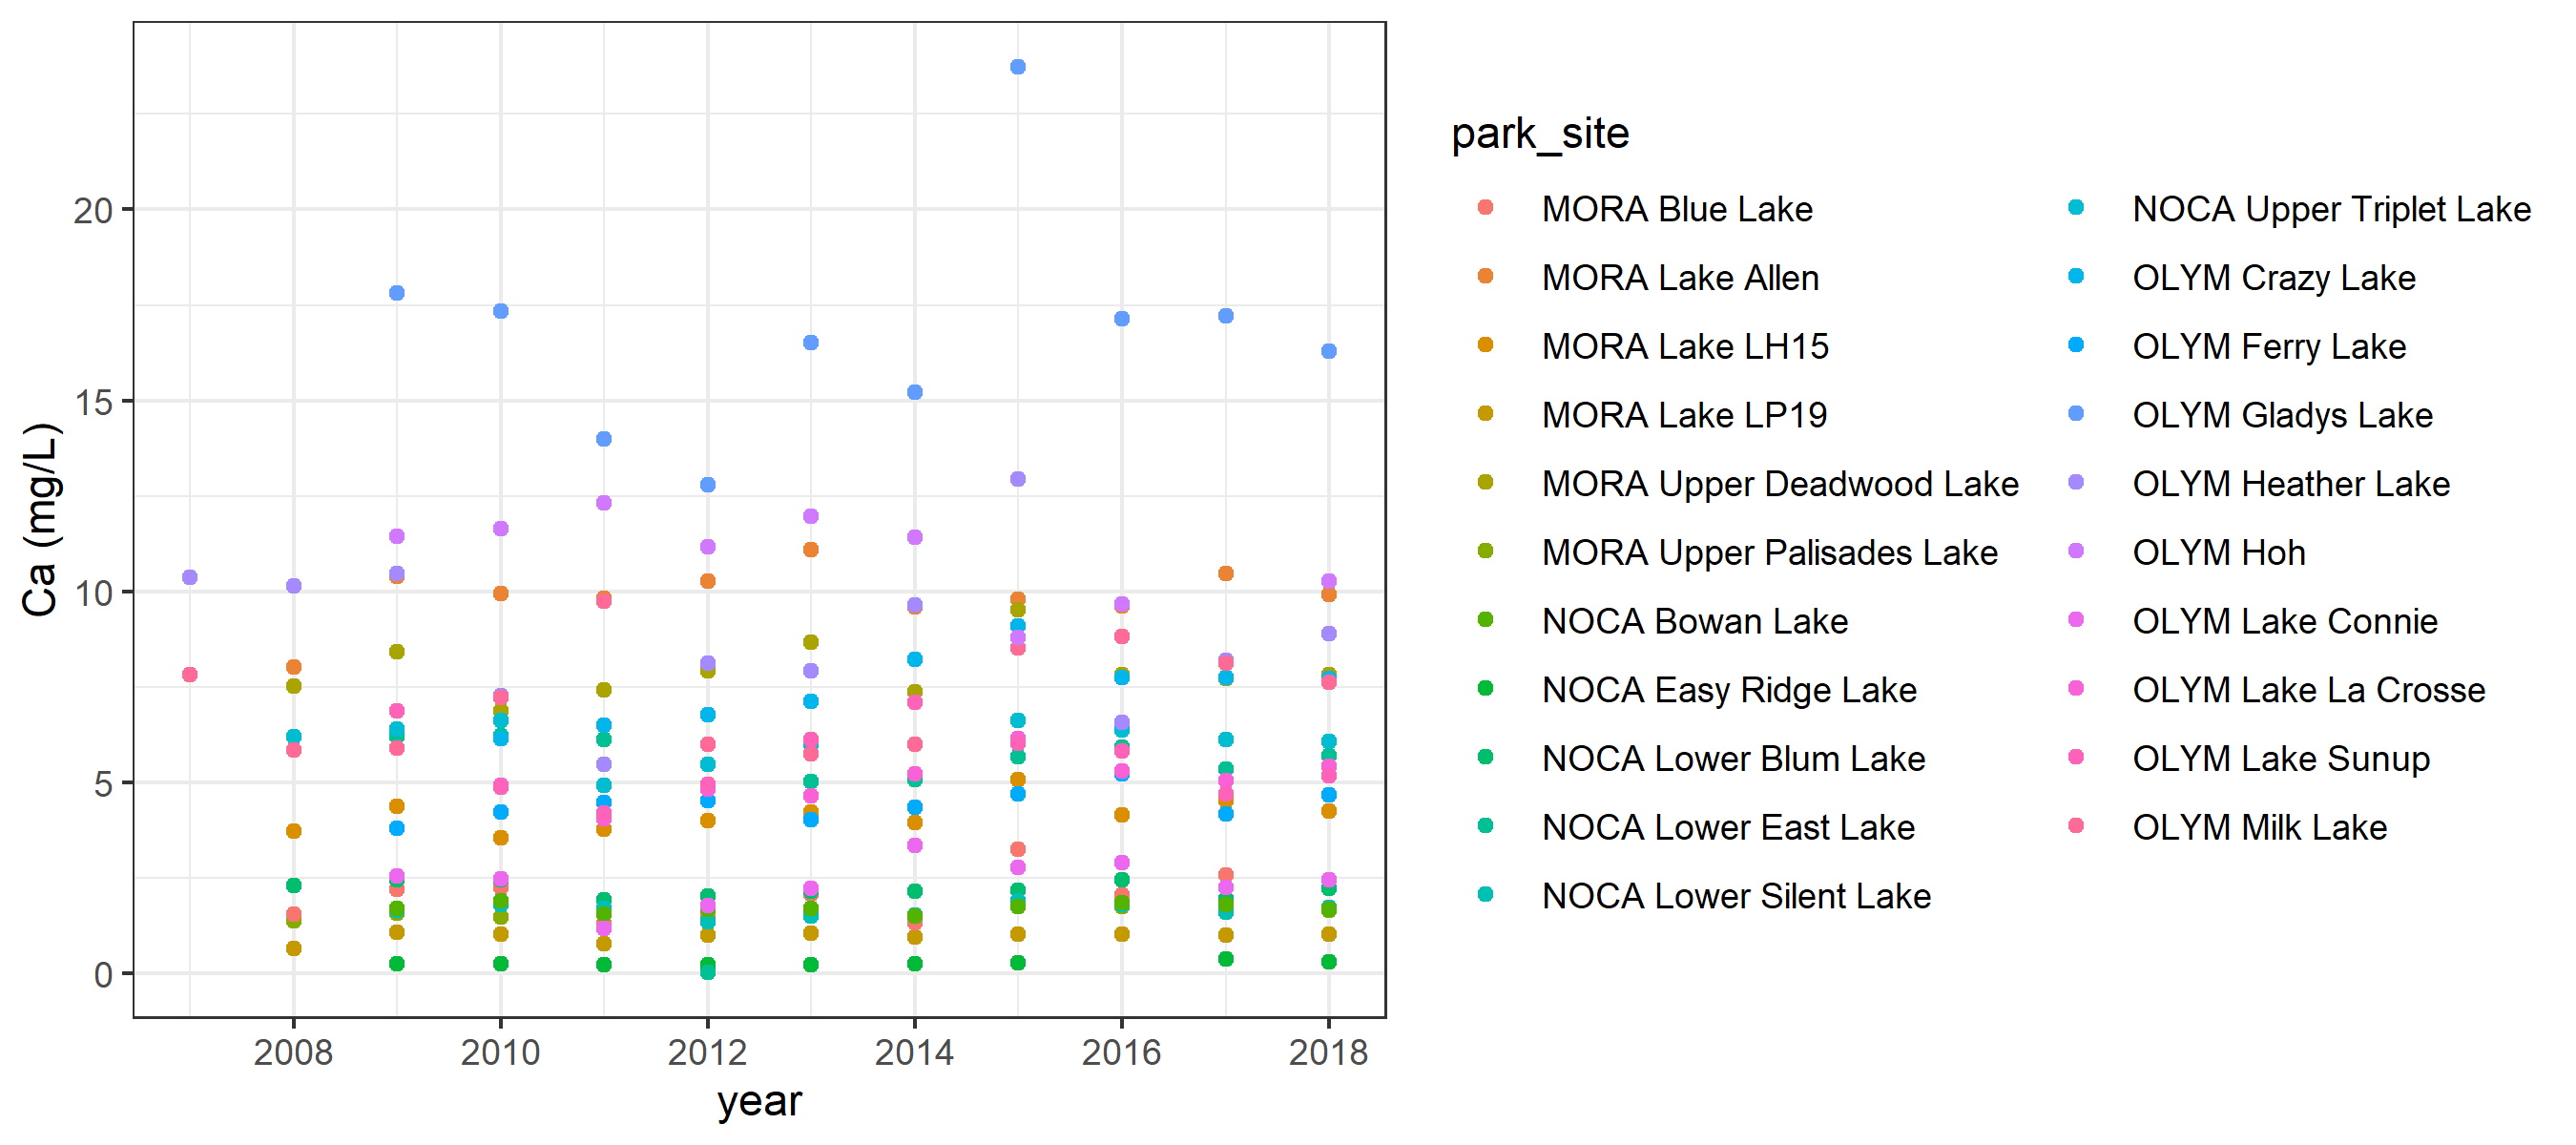 20
15
10
5
0
Ca (mg/L)
2008 2010 2012 2014 2016 2018
year
park_site
MORA Blue Lake
MORA Lake Allen
MORA Lake LH15
MORA Lake LP19
MORA Upper Deadwood Lake
MORA Upper Palisades Lake
NOCA Bowan Lake
NOCA Easy Ridge Lake
NOCA Lower Blum Lake
NOCA Lower East Lake
NOCA Lower Silent Lake
NOCA Upper Triplet Lake
OLYM Crazy Lake
OLYM Ferry Lake
OLYM Gladys Lake
OLYM Heather Lake
OLYM Hoh
OLYM Lake Connie
OLYM Lake La Crosse
OLYM Lake Sunup
OLYM Milk Lake